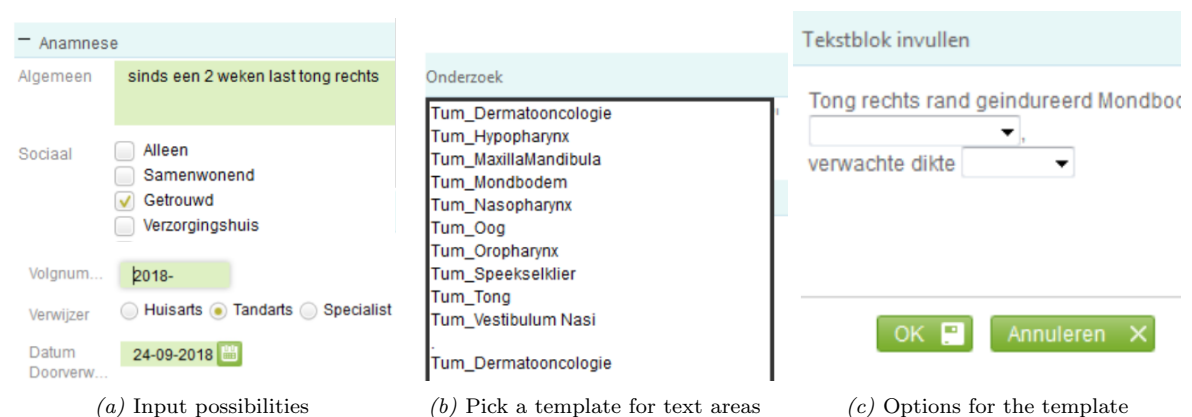 − Anamnese
Algemeen sinds een 2 weken last tong rechts
Sociaal Alleen
Samenwonend
Getrouwd
Verzorgingshuis
Volgnum... 2018-
Verwijzer Huisarts Tandarts Specialist
Datum Doorverw... 24-09-2018
(a) Input possibilities
Onderzoek
Tum_Dermatooncologie
Tum_Hypopharynx
Tum_MaxillaMandibula
Tum_Mondbodem
Tum_Nasopharynx
Tum_Oog
Tum_Oropharynx
Tum_Speekselklier
Tum_Tong
Tum_Vestibulum Nasi
.
Tum_Dermatooncologie
(b) Pick a template for text areas
Tekstblok invullen
Tong rechts rand geindureerd Mondbod
,
verwachte dikte
OK Annuleren
(c) Options for the template